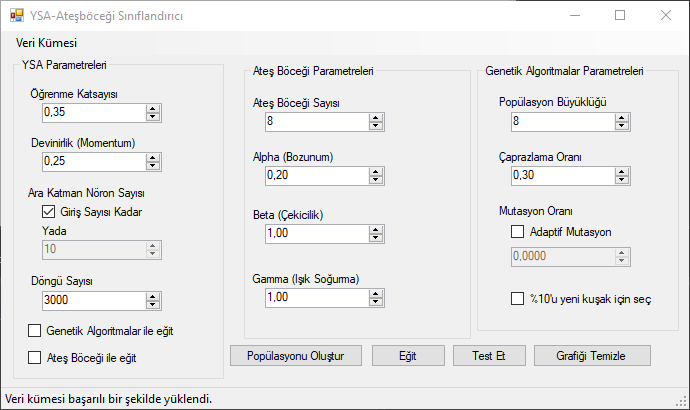 YSA-Ateşböceği Sınıflandırıcı
Veri Kümesi
YSA Parametreleri
Öğrenme Katsayısı
0,35
Devinirlik (Momentum)
0,25
Ara Katman Nöron Sayısı
Giriş Sayısı Kadar
Yada
10
Döngü Sayısı
3000
Genetik Algoritmalar ile eğit
Ateş Böceği ile eğit
Ateş Böceği Parametreleri
Ateş Böceği Sayısı
8
Alpha (Bozunum)
0,20
Beta (Çekicilik)
1,00
Gamma (Işık Soğurma)
1,00
Genetik Algoritmalar Parametreleri
Popülasyon Büyüklüğü
8
Çaprazlama Oranı
0,30
Mutasyon Oranı
Adaptif Mutasyon
0,0000
%10'u yeni kuşak için seç
Popülasyonu Oluştur
Eğit
Test Et
Grafiği Temizle
Veri kümesi başarılı bir şekilde yüklendi.